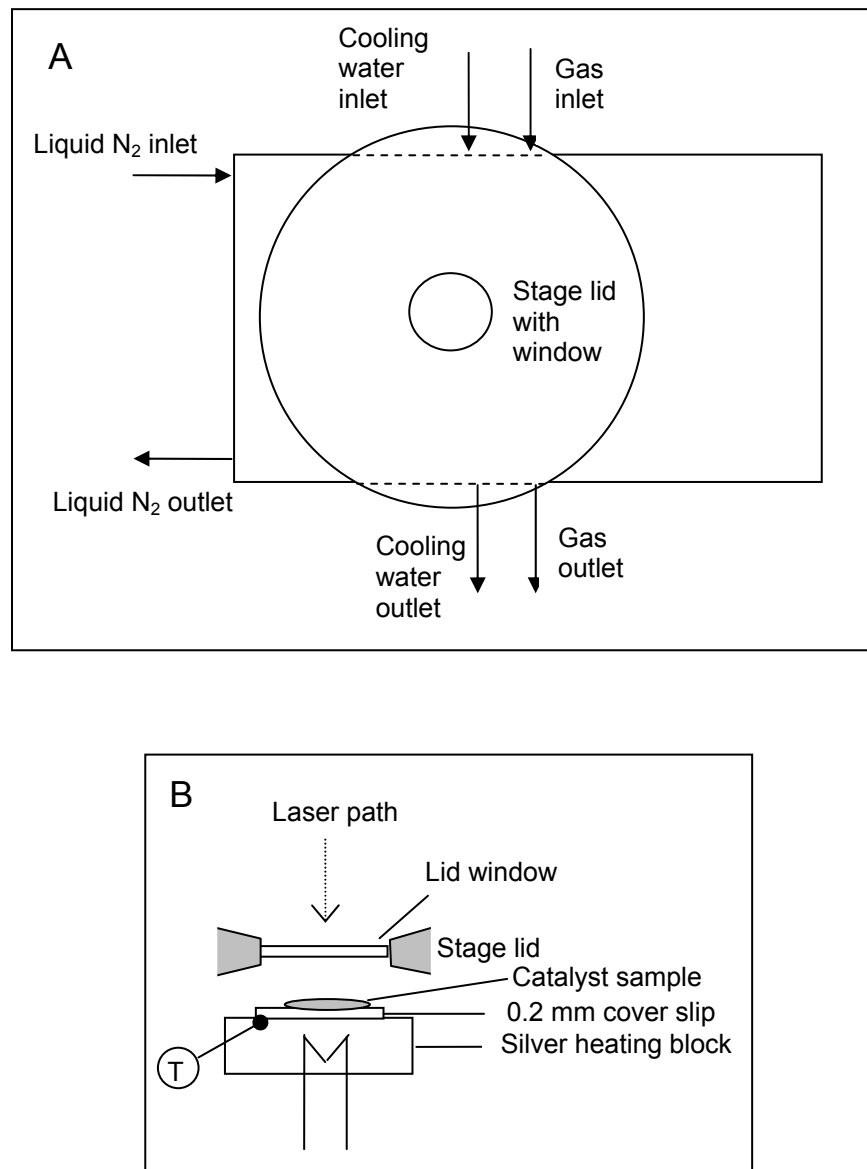 A
Cooling
water
inlet
Gas
inlet
Liquid N₂ inlet
Stage lid
with
window
Liquid N₂ outlet
Cooling
water
outlet
Gas
outlet
B
Laser path
Lid window
Stage lid
Catalyst sample
0.2 mm cover slip
Silver heating block
T